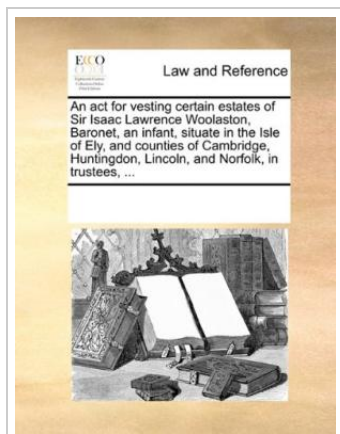 ECCO
Law and Reference
An act for vesting certain estates of
Sir Isaac Lawrence Woolaston,
Baronet, an infant, situate in the Isle
of Ely, and counties of Cambridge,
Huntingdon, Lincoln, and Norfolk, in
trustees, ...